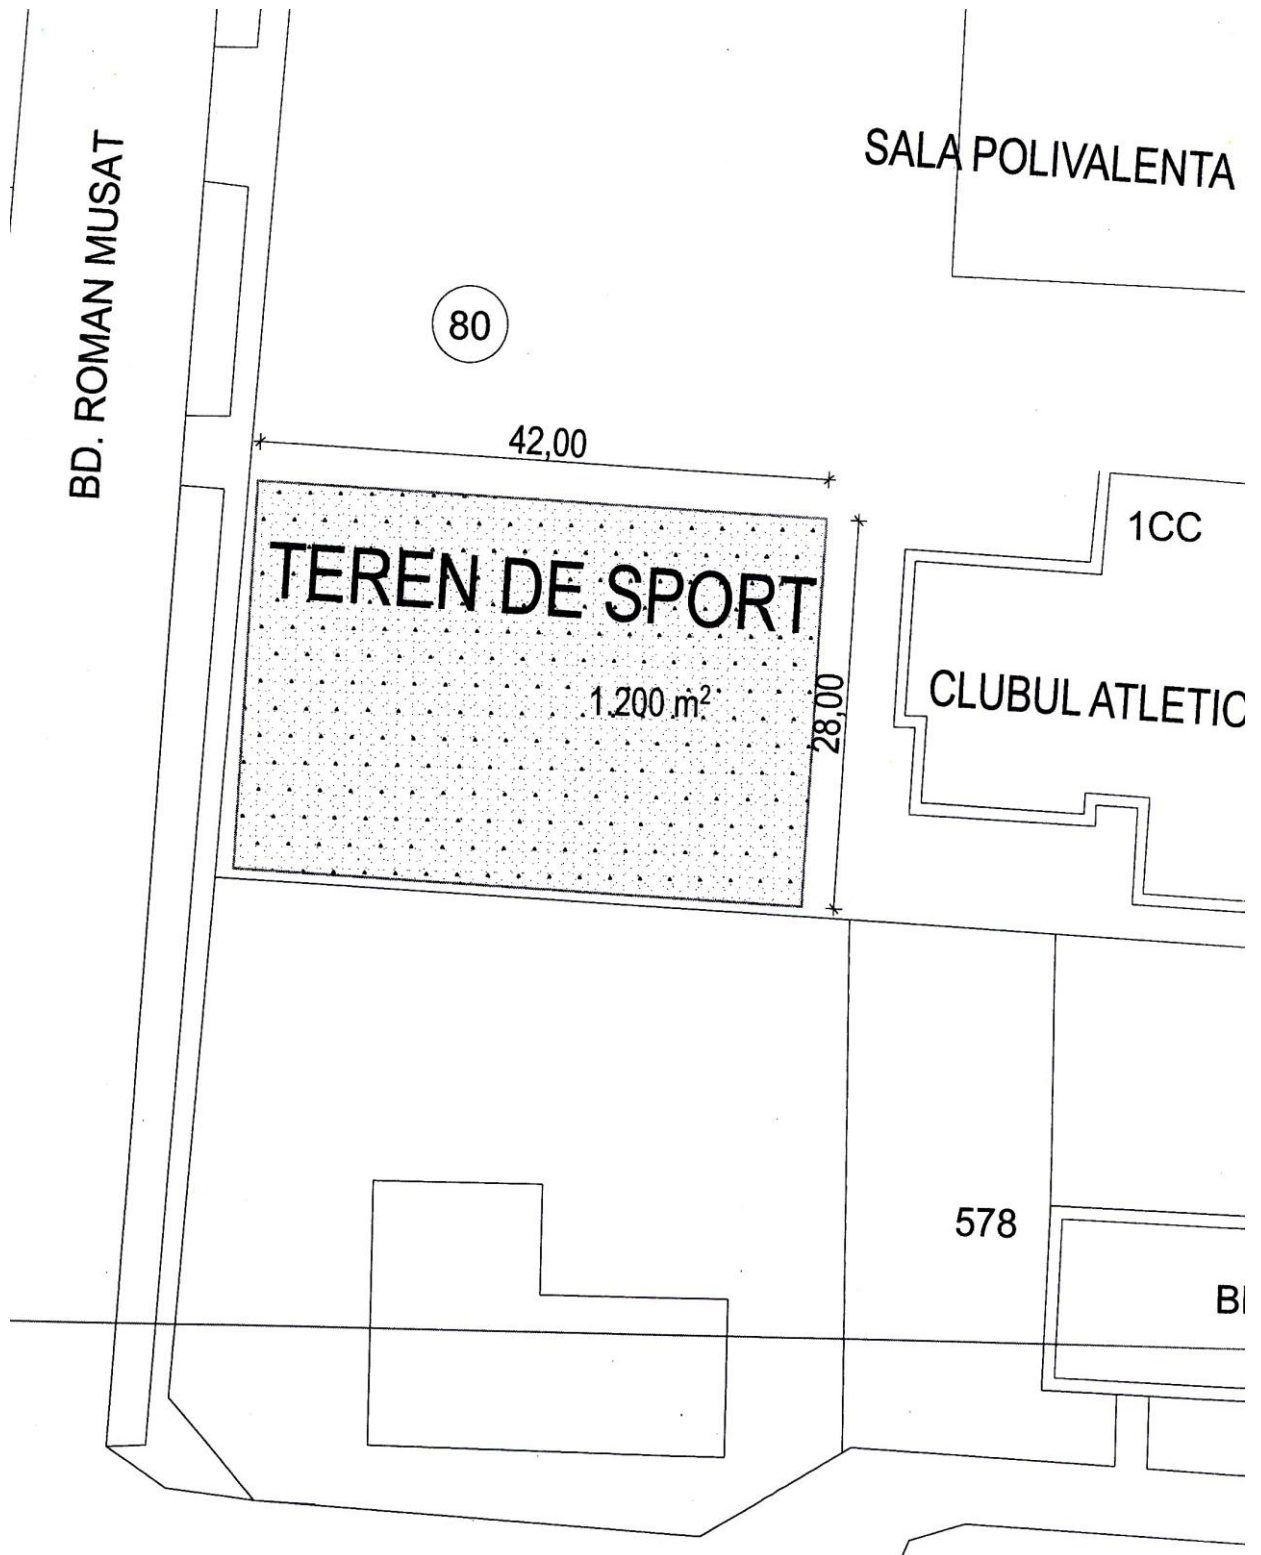 BD. ROMAN MUSAT
SALA POLIVALENTA
80
42,00
TEREN DE SPORT
1.200 m²
28,00
1CC
CLUBUL ATLETIC
578